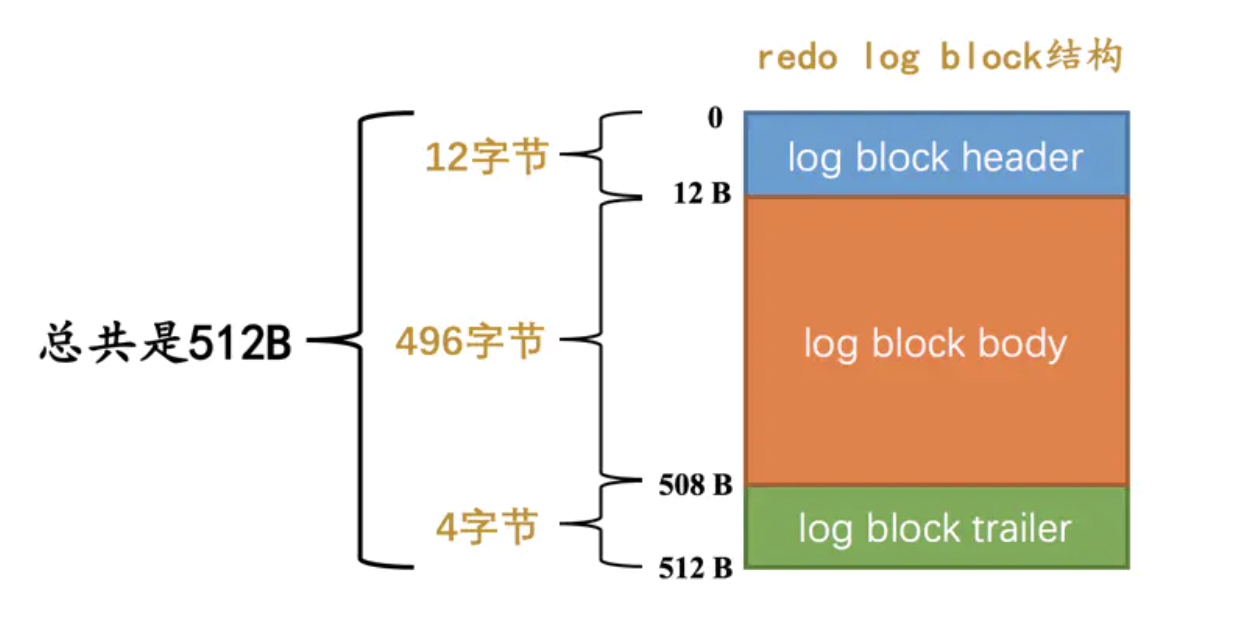 redo log block结构
0
log block header
12字节
12 B
总共是512B
496字节
log block body
508 B
4字节
log block trailer
512 B